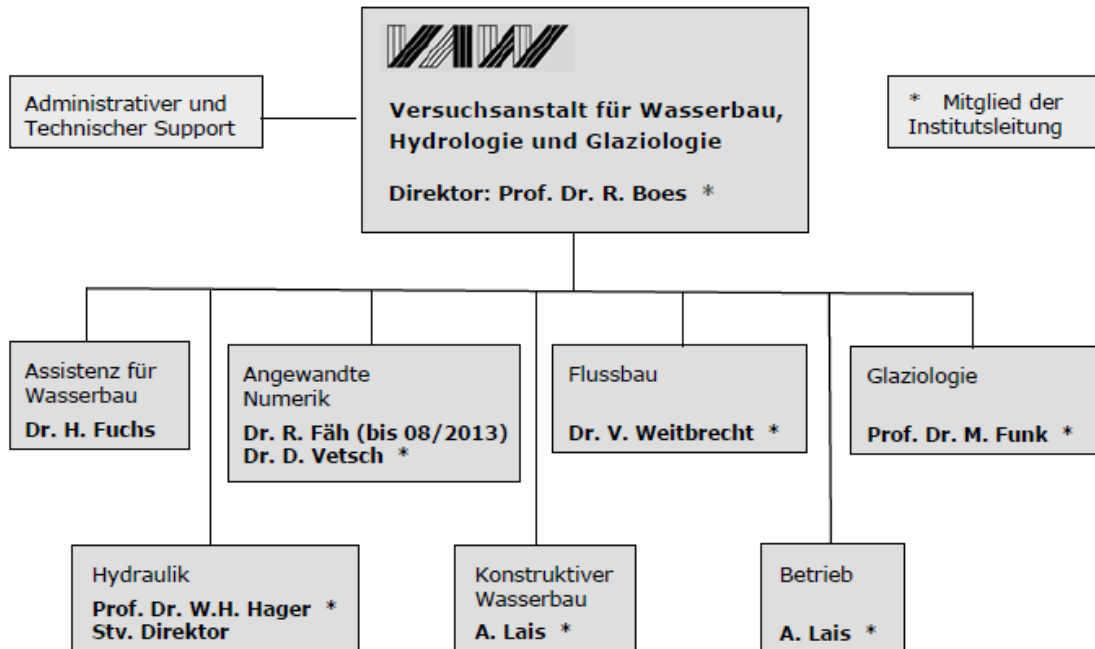 VAW
Administrativer und
Technischer Support
Versuchsanstalt für Wasserbau,
Hydrologie und Glaziologie
Direktor: Prof. Dr. R. Boes *
* Mitglied der
Institutsleitung
Assistenz für
Wasserbau
Dr. H. Fuchs
Angewandte
Numerik
Dr. R. Fäh (bis 08/2013)
Dr. D. Vetsch *
Flussbau
Dr. V. Weitbrecht *
Glaziologie
Prof. Dr. M. Funk *
Hydraulik
Prof. Dr. W.H. Hager *
Stv. Direktor
Konstruktiver
Wasserbau
A. Lais *
Betrieb
A. Lais *